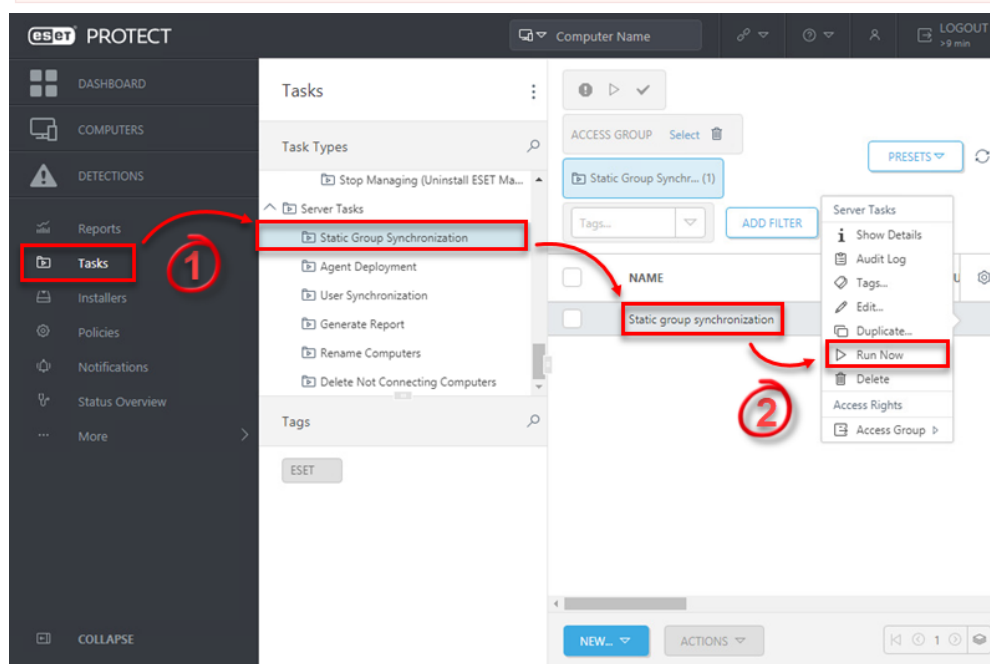 eseT PROTECT
Computer Name
LOGOUT
>9 min
DASHBOARD
COMPUTERS
DETECTIONS
Reports
Tasks
Installers
Policies
Notifications
Status Overview
More
COLLAPSE
1
Tasks
Task Types
Stop Managing (Uninstall ESET Ma...
Server Tasks
Static Group Synchronization
Agent Deployment
User Synchronization
Generate Report
Rename Computers
Delete Not Connecting Computers
Tags
ESET
ACCESS GROUP Select
PRESETS
Static Group Synchr... (1)
Tags...
ADD FILTER
NAME
U
Static group synchronization
2
Server Tasks
Show Details
Audit Log
Tags...
Edit...
Duplicate...
Run Now
Delete
Access Rights
Access Group
NEW...
ACTIONS
1